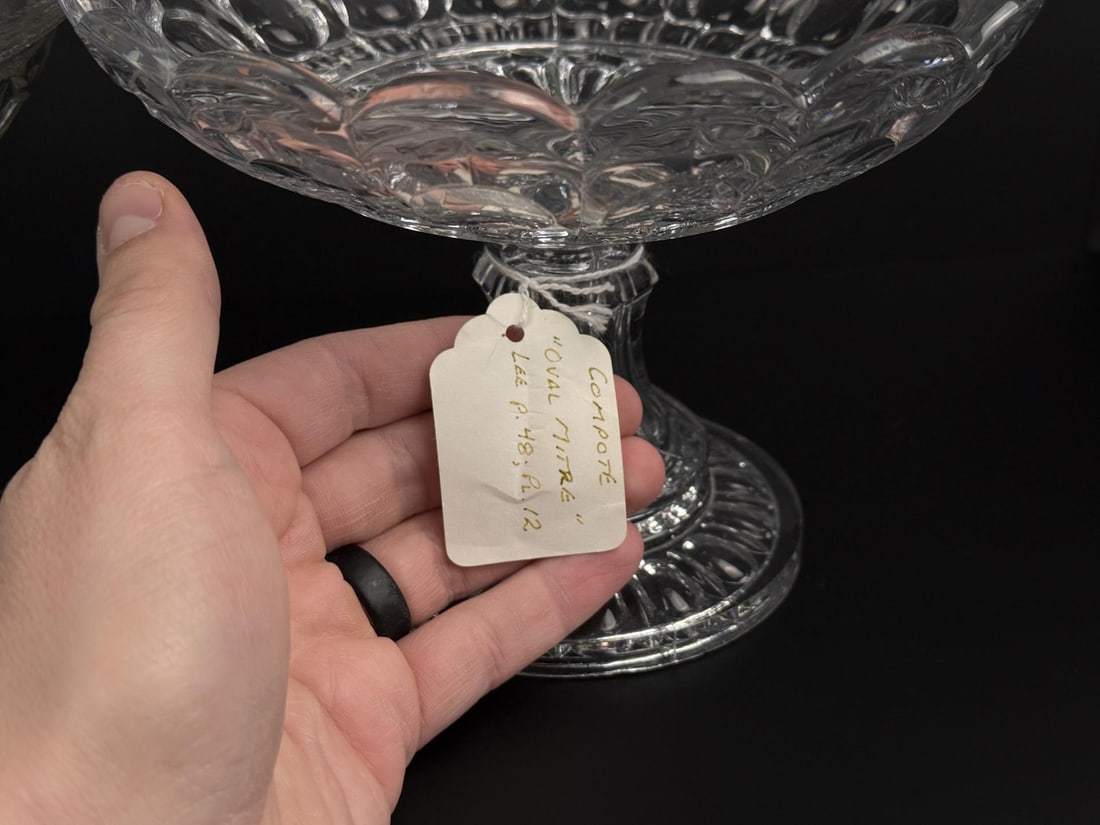 COMPOTE
"OVAL MITRE"
LEE P. 48, PL. 12